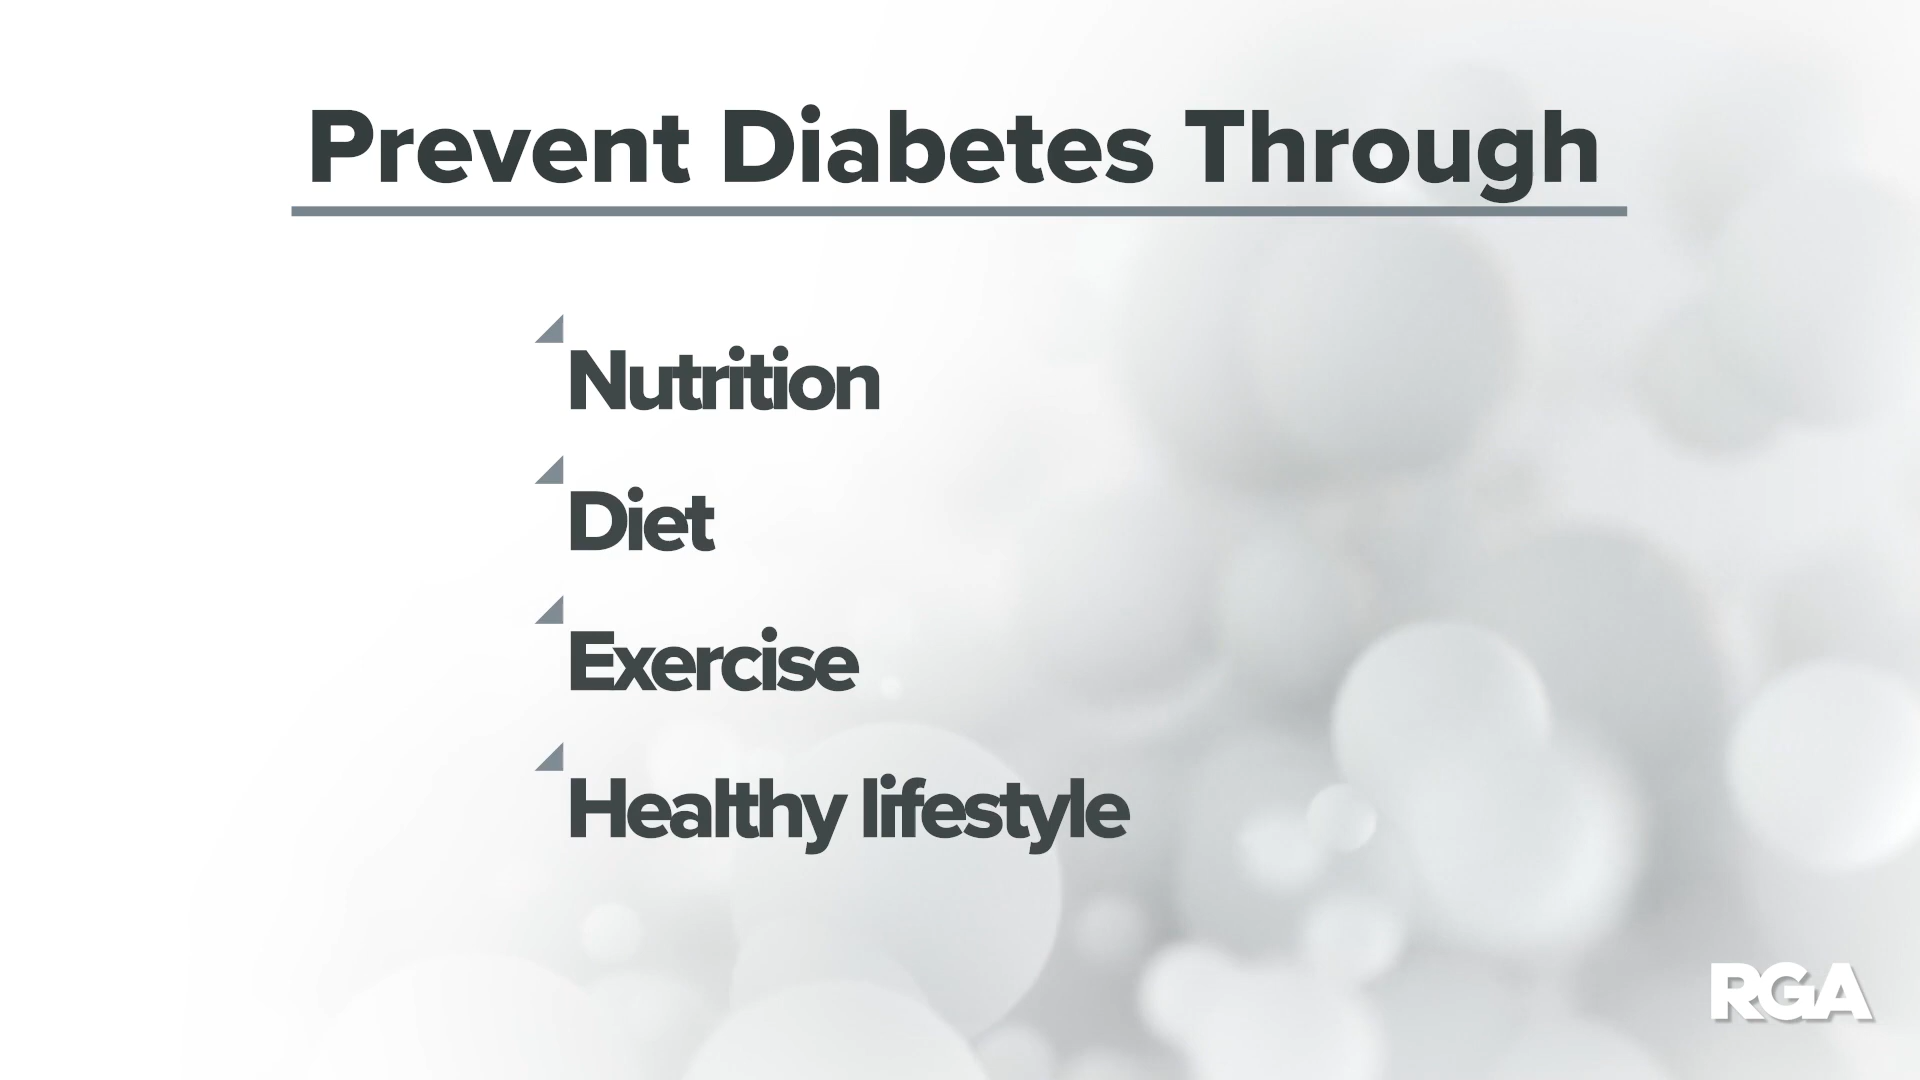 Prevent Diabetes Through
Nutrition
Diet
Exercise
Healthy lifestyle
RGA